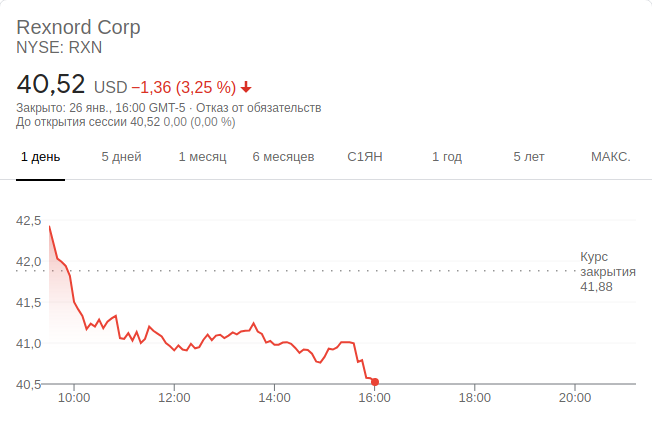 Rexnord Corp
NYSE: RXN
40,52 USD −1,36 (3,25 %)
Закрыто: 26 янв., 16:00 GMT-5 · Отказ от обязательств
До открытия сессии 40,52 0,00 (0,00 %)
1 день 5 дней 1 месяц 6 месяцев С1ЯН 1 год 5 лет МАКС.
42,5
42,0
41,5
41,0
40,5
Курс
закрытия
41,88
10:00 12:00 14:00 16:00 18:00 20:00